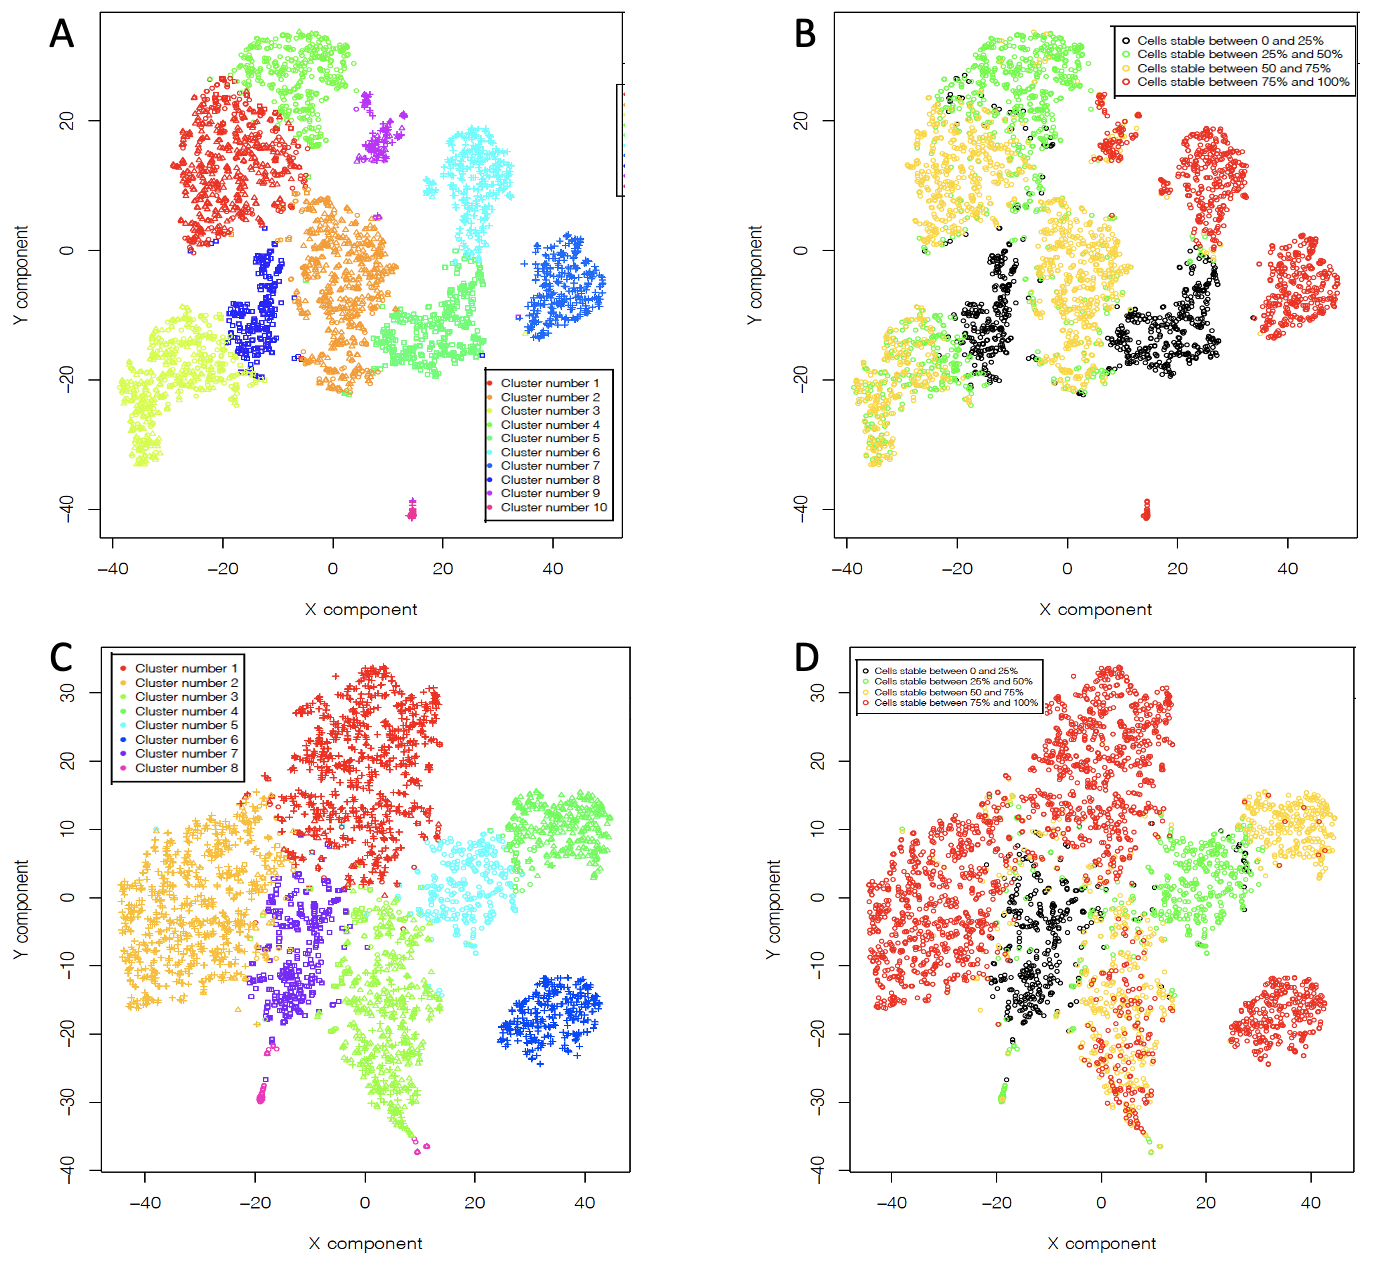 A
20
0
−20
−40
Y component
−40 −20 0 20 40
X component
Cluster number 1
Cluster number 2
Cluster number 3
Cluster number 4
Cluster number 5
Cluster number 6
Cluster number 7
Cluster number 8
Cluster number 9
Cluster number 10
B
Cells stable between 0 and 25%
Cells stable between 25% and 50%
Cells stable between 50 and 75%
Cells stable between 75% and 100%
20
0
−20
−40
Y component
−40 −20 0 20 40
X component
C
Cluster number 1
Cluster number 2
Cluster number 3
Cluster number 4
Cluster number 5
Cluster number 6
Cluster number 7
Cluster number 8
30
20
10
0
−10
−20
−30
−40
Y component
−40 −20 0 20 40
X component
D
Cells stable between 0 and 25%
Cells stable between 25% and 50%
Cells stable between 50 and 75%
Cells stable between 75% and 100%
30
20
10
0
−10
−20
−30
−40
Y component
−40 −20 0 20 40
X component